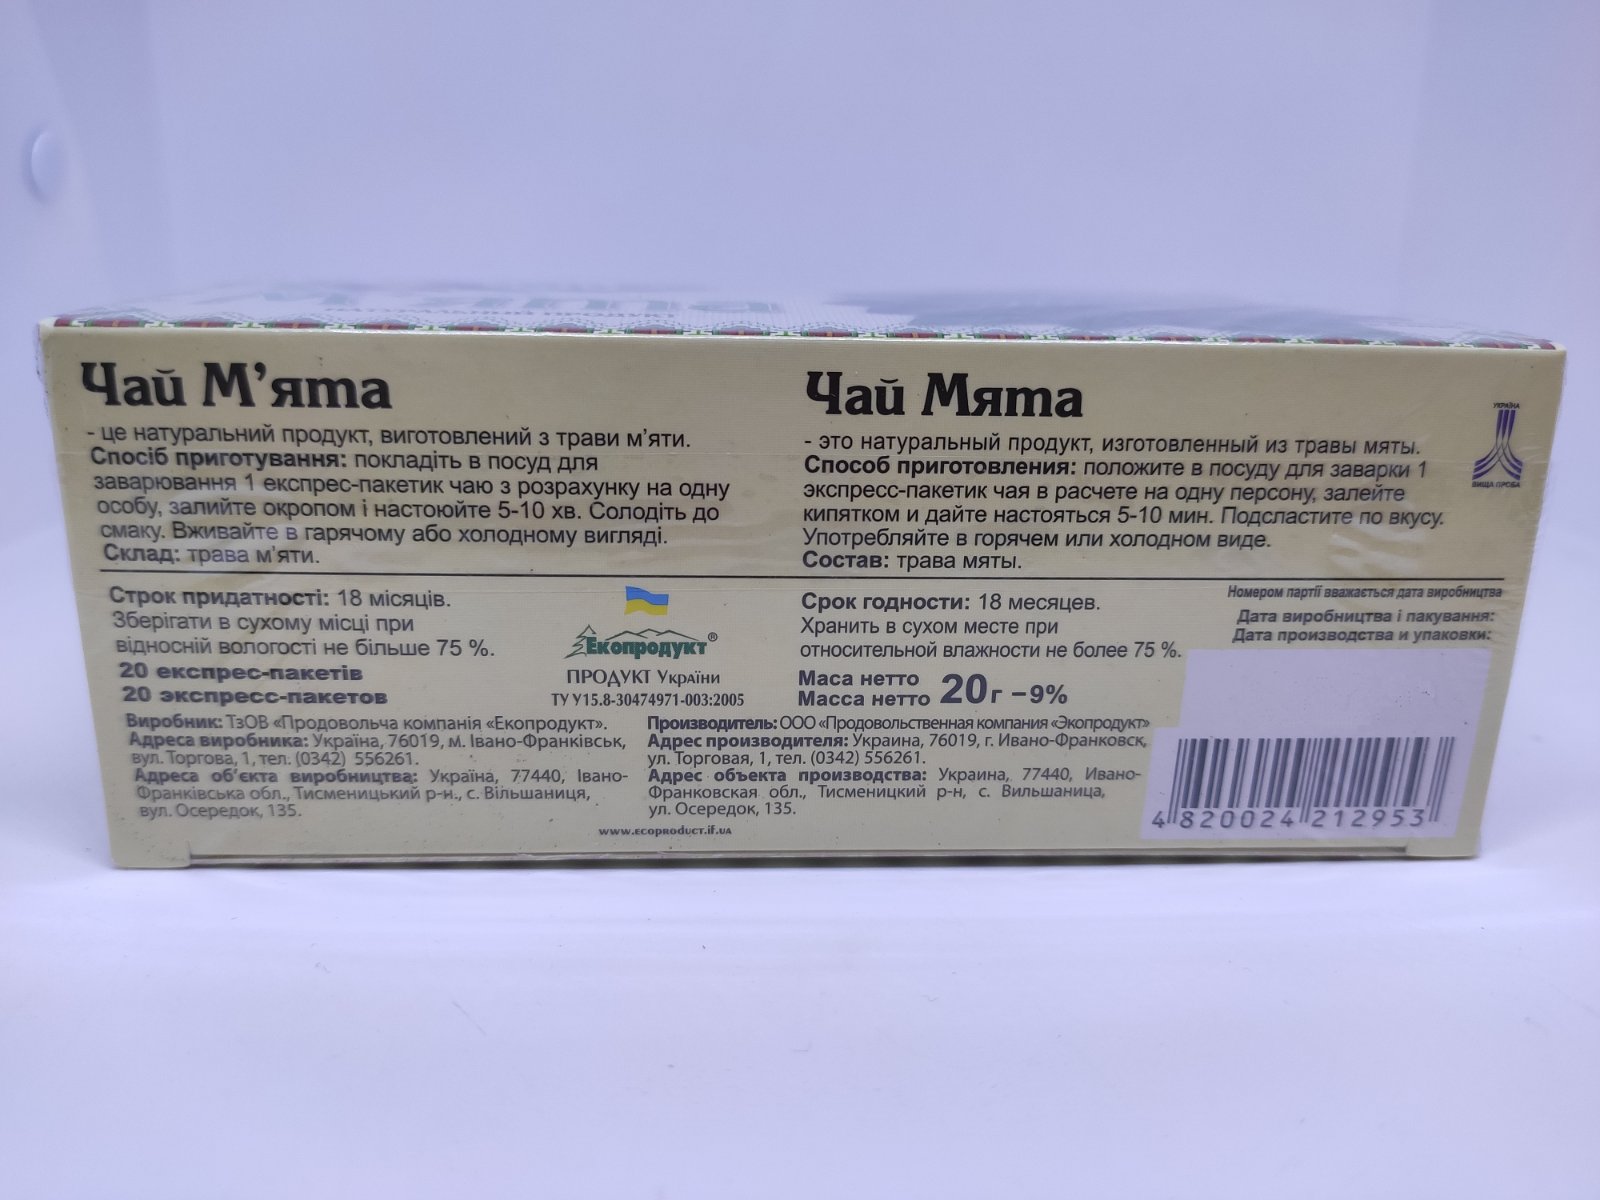 Чай М'ята
- це натуральний продукт, виготовлений з трави м'яти.
Спосіб приготування: покладіть в посуд для
заварювання 1 експрес-пакетик чаю з розрахунку на одну
особу, залийте окропом і настоюйте 5-10 хв. Солодіть до
смаку. Вживайте в гарячому або холодному вигляді.
Склад: трава м'яти.
Чай Мята
- это натуральный продукт, изготовленный из травы мяты.
Способ приготовления: положите в посуду для заварки 1
экспресс-пакетик чая в расчете на одну персону, залейте
кипятком и дайте настояться 5-10 мин. Подсластите по вкусу.
Употребляйте в горячем или холодном виде.
Состав: трава мяты.
УКРАЇНА
ВИЩА ПРОБА
Строк придатності: 18 місяців.
Зберігати в сухому місці при
відносній вологості не більше 75 %.
20 експрес-пакетів
20 экспресс-пакетов
Екопродукт®
ПРОДУКТ України
ТУ У15.8-30474971-003:2005
Срок годности: 18 месяцев.
Хранить в сухом месте при
относительной влажности не более 75 %.
Маса нетто
Масса нетто 20г –9%
Номером партії вважається дата виробництва
Дата виробництва і пакування:
Дата производства и упаковки:
Виробник: ТзОВ «Продовольча компанія «Екопродукт».
Адреса виробника: Україна, 76019, м. Івано-Франківськ,
вул. Торгова, 1, тел. (0342) 556261.
Адреса об'єкта виробництва: Україна, 77440, Івано-
Франківська обл., Тисменицький р-н., с. Вільшаниця,
вул. Осередок, 135.
Производитель: ООО «Продовольственная компания «Экопродукт»
Адрес производителя: Украина, 76019, г. Ивано-Франковск,
ул. Торговая, 1, тел. (0342) 556261.
Адрес объекта производства: Украина, 77440, Ивано-
Франковская обл., Тисменицкий р-н, с. Вильшаница,
ул. Осередок, 135.
www.ecoproduct.if.ua
4 820024 212953